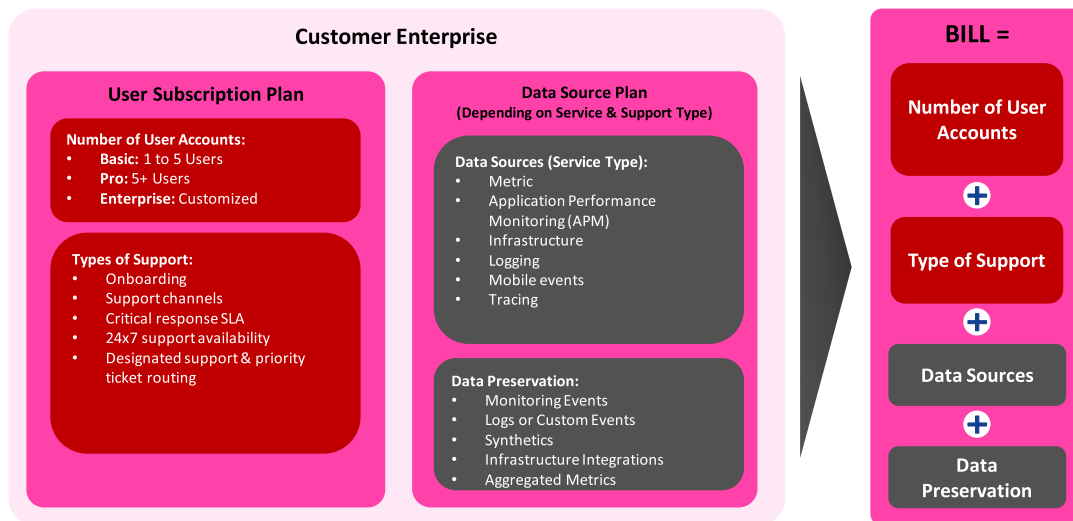 Customer Enterprise
User Subscription Plan
Number of User Accounts:
• Basic: 1 to 5 Users
• Pro: 5+ Users
• Enterprise: Customized
Types of Support:
• Onboarding
• Support channels
• Critical response SLA
• 24x7 support availability
• Designated support & priority
ticket routing
Data Source Plan
(Depending on Service & Support Type)
Data Sources (Service Type):
• Metric
• Application Performance
Monitoring (APM)
• Infrastructure
• Logging
• Mobile events
• Tracing
Data Preservation:
• Monitoring Events
• Logs or Custom Events
• Synthetics
• Infrastructure Integrations
• Aggregated Metrics
BILL =
Number of User
Accounts
+
Type of Support
+
Data Sources
+
Data
Preservation